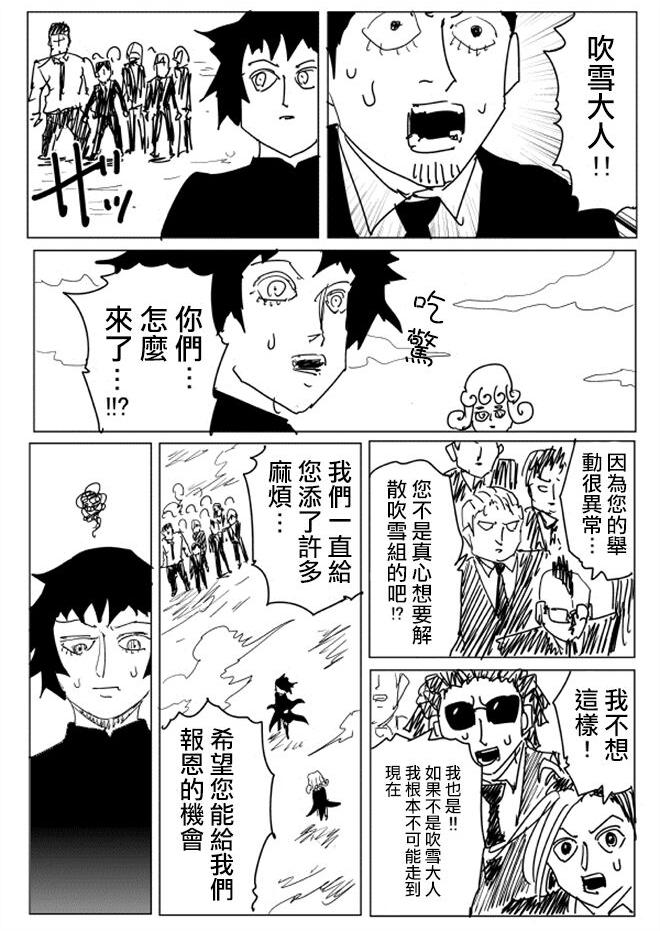 吹雪大人!!
ザッ
你們…
怎麼
來了…!!?
吃驚
因為您的舉
動很異常…
您不是真心想要解
散吹雪組的吧!?
我不想
這樣！
我也是!!
如果不是吹雪大人
我根本不可能走到
現在
我們一直給
您添了許多
麻煩…
希望您能給我們
報恩的機會